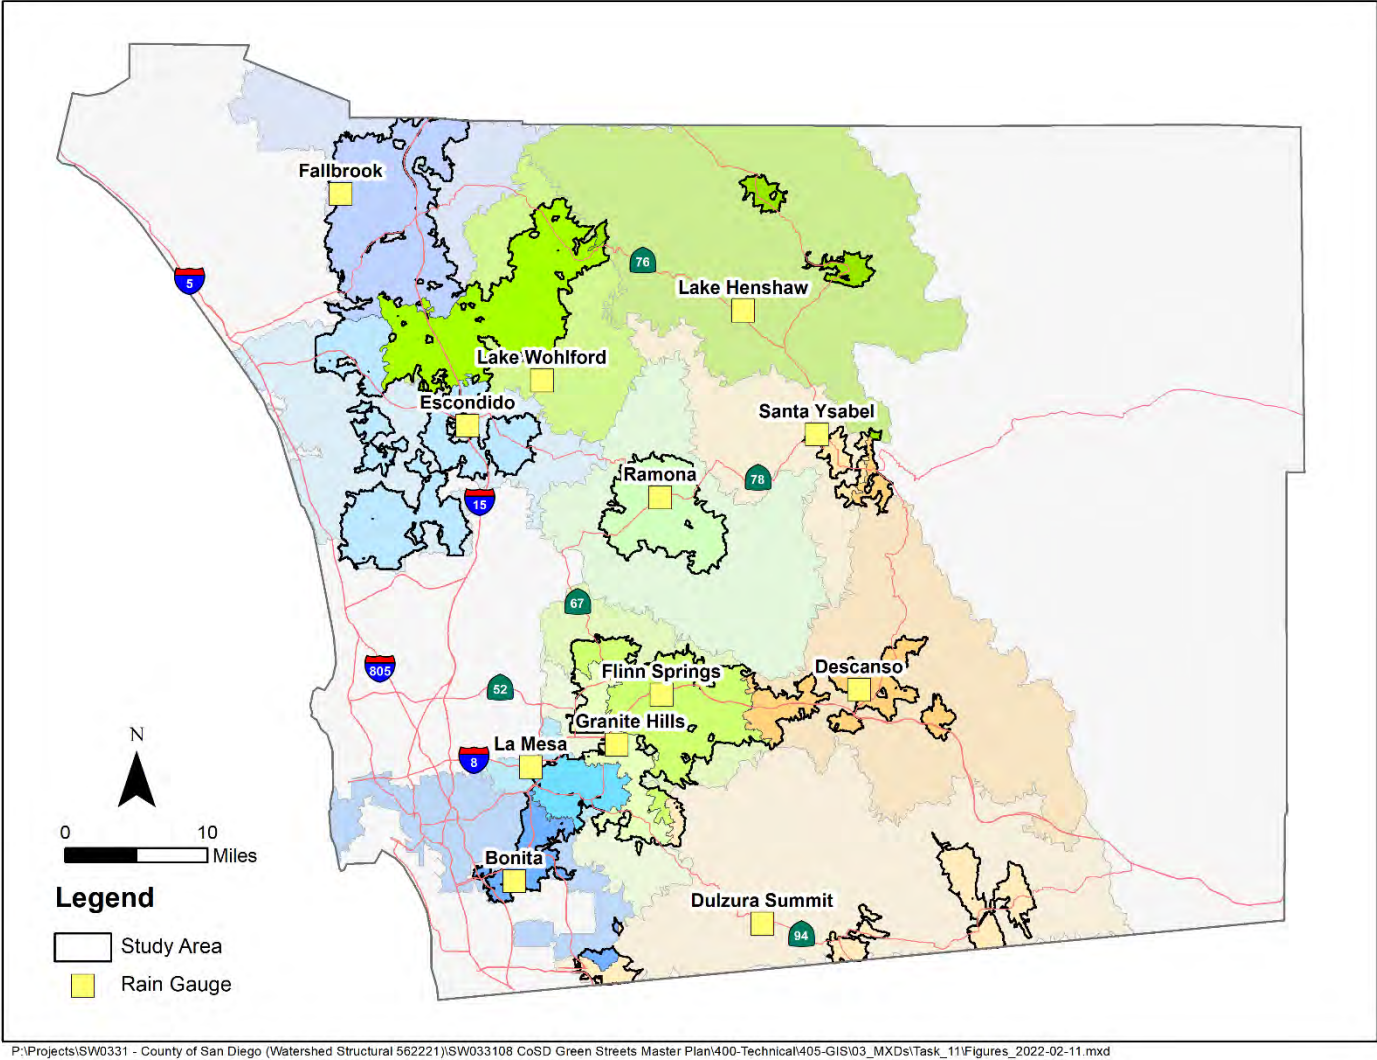 Fallbrook
5
76
Lake Henshaw
Lake Wohlford
Escondido
Santa Ysabel
Ramona
78
15
67
805
52
Flinn Springs
Descanso
Granite Hills
N
La Mesa
8
0 10
Miles
Bonita
Legend
Dulzura Summit
94
Study Area
Rain Gauge
P:\Projects\SW0331 - County of San Diego (Watershed Structural 562221)\SW033108 CoSD Green Streets Master Plan\400-Technical\405-GIS\03_MXDs\Task_11\Figures_2022-02-11.mxd